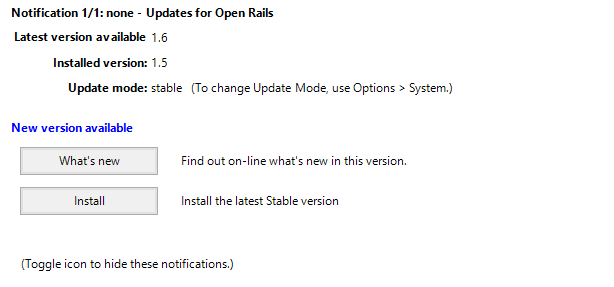 Notification 1/1: none - Updates for Open Rails
Latest version available 1.6
Installed version: 1.5
Update mode: stable (To change Update Mode, use Options > System.)
New version available
What's new Find out on-line what's new in this version.
Install Install the latest Stable version
(Toggle icon to hide these notifications.)